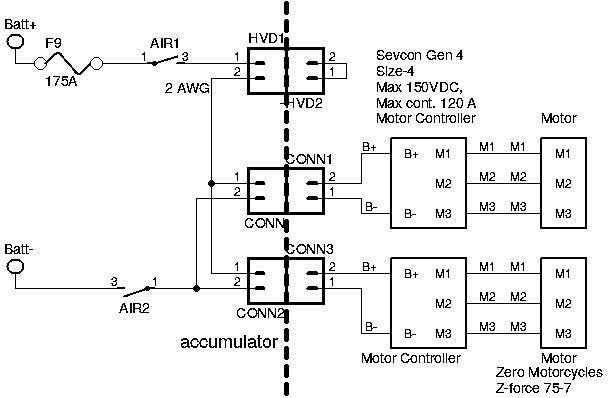 Batt+
F9
175A
AIR1
1 3
HVD1
1 2
2 1
2 AWG
HVD2
Sevcon Gen 4
Size-4
Max 150VDC,
Max cont. 120 A
Motor Controller
Motor
CONN1
1 2
2 1
CONN
B+ B+ M1 M1 M1 M1
M2 M2 M2 M2
B- B- M3 M3 M3 M3
Batt-
3 1
AIR2
CONN3
1 2
2 1
CONN2
B+ B+ M1 M1 M1 M1
M2 M2 M2 M2
B- B- M3 M3 M3 M3
accumulator
Motor Controller
Motor
Zero Motorcycles
Z-force 75-7